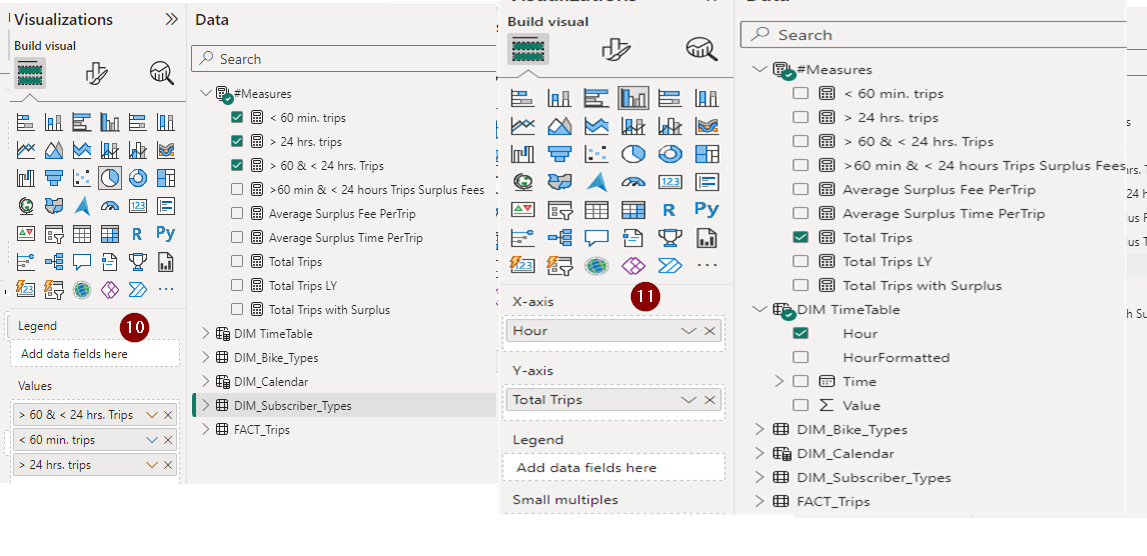 Visualizations
Data
Build visual
Search
#Measures
< 60 min. trips
> 24 hrs. trips
> 60 & < 24 hrs. Trips
>60 min & < 24 hours Trips Surplus Fees
Average Surplus Fee PerTrip
Average Surplus Time PerTrip
Total Trips
Total Trips LY
Total Trips with Surplus
DIM TimeTable
DIM_Bike_Types
DIM_Calendar
DIM_Subscriber_Types
FACT_Trips
123
R
Py
123
Legend
10
Add data fields here
Values
> 60 & < 24 hrs. Trips
< 60 min. trips
> 24 hrs. trips
Build visual
Search
#Measures
< 60 min. trips
> 24 hrs. trips
> 60 & < 24 hrs. Trips
>60 min & < 24 hours Trips Surplus Fees
Average Surplus Fee PerTrip
Average Surplus Time PerTrip
Total Trips
Total Trips LY
Total Trips with Surplus
DIM TimeTable
Hour
HourFormatted
Time
Value
DIM_Bike_Types
DIM_Calendar
DIM_Subscriber_Types
FACT_Trips
123
R
Py
123
11
X-axis
Hour
Y-axis
Total Trips
Legend
Add data fields here
Small multiples